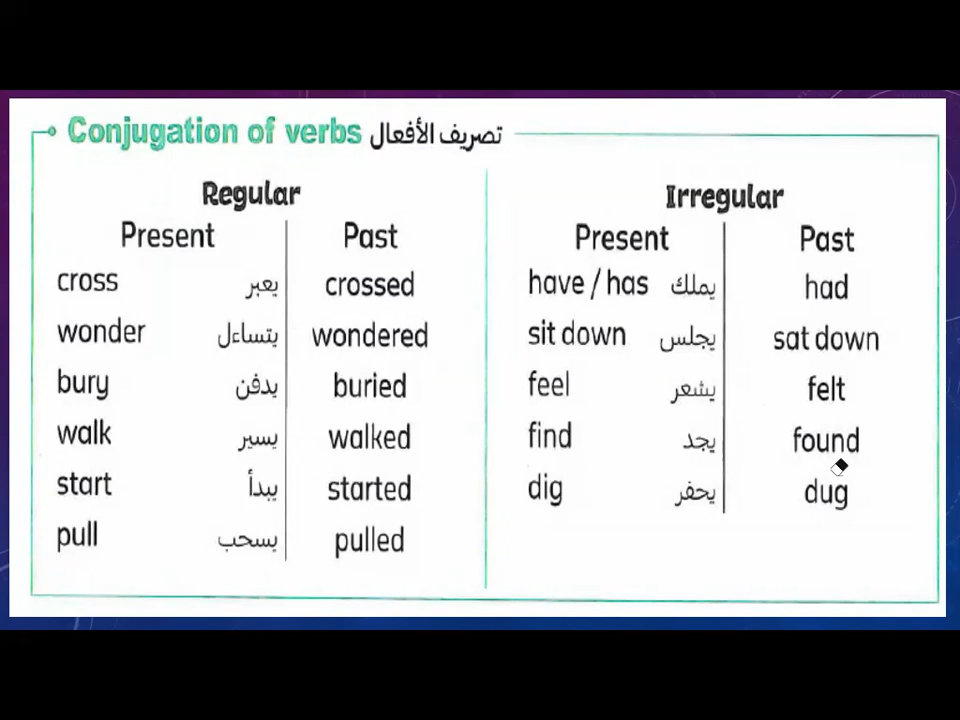 Conjugation of verbs تصريف الأفعال
Regular
Present Past
cross يعبر crossed
wonder يتساءل wondered
bury يدفن buried
walk يسير walked
start يبدأ started
pull يسحب pulled
Irregular
Present Past
have / has يملك had
sit down يجلس sat down
feel يشعر felt
find يجد found
dig يحفر dug